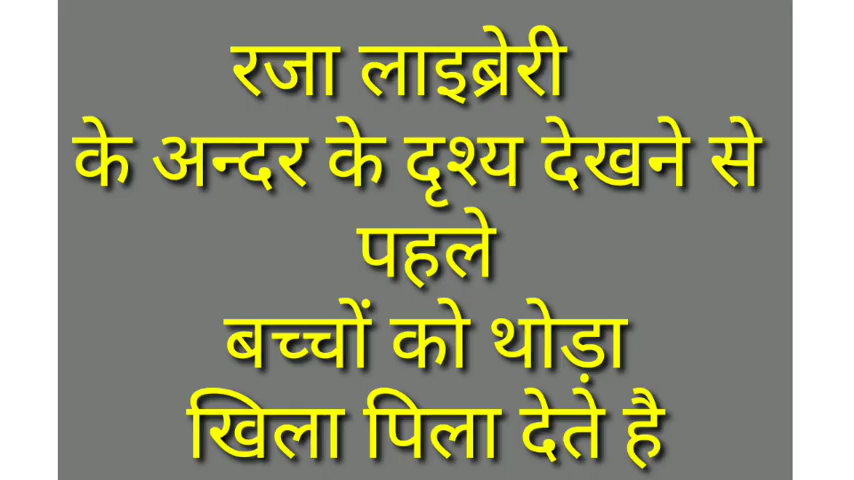 रजा लाइब्रेरी
के अन्दर के दृश्य देखने से
पहले
बच्चों को थोड़ा
खिला पिला देते है